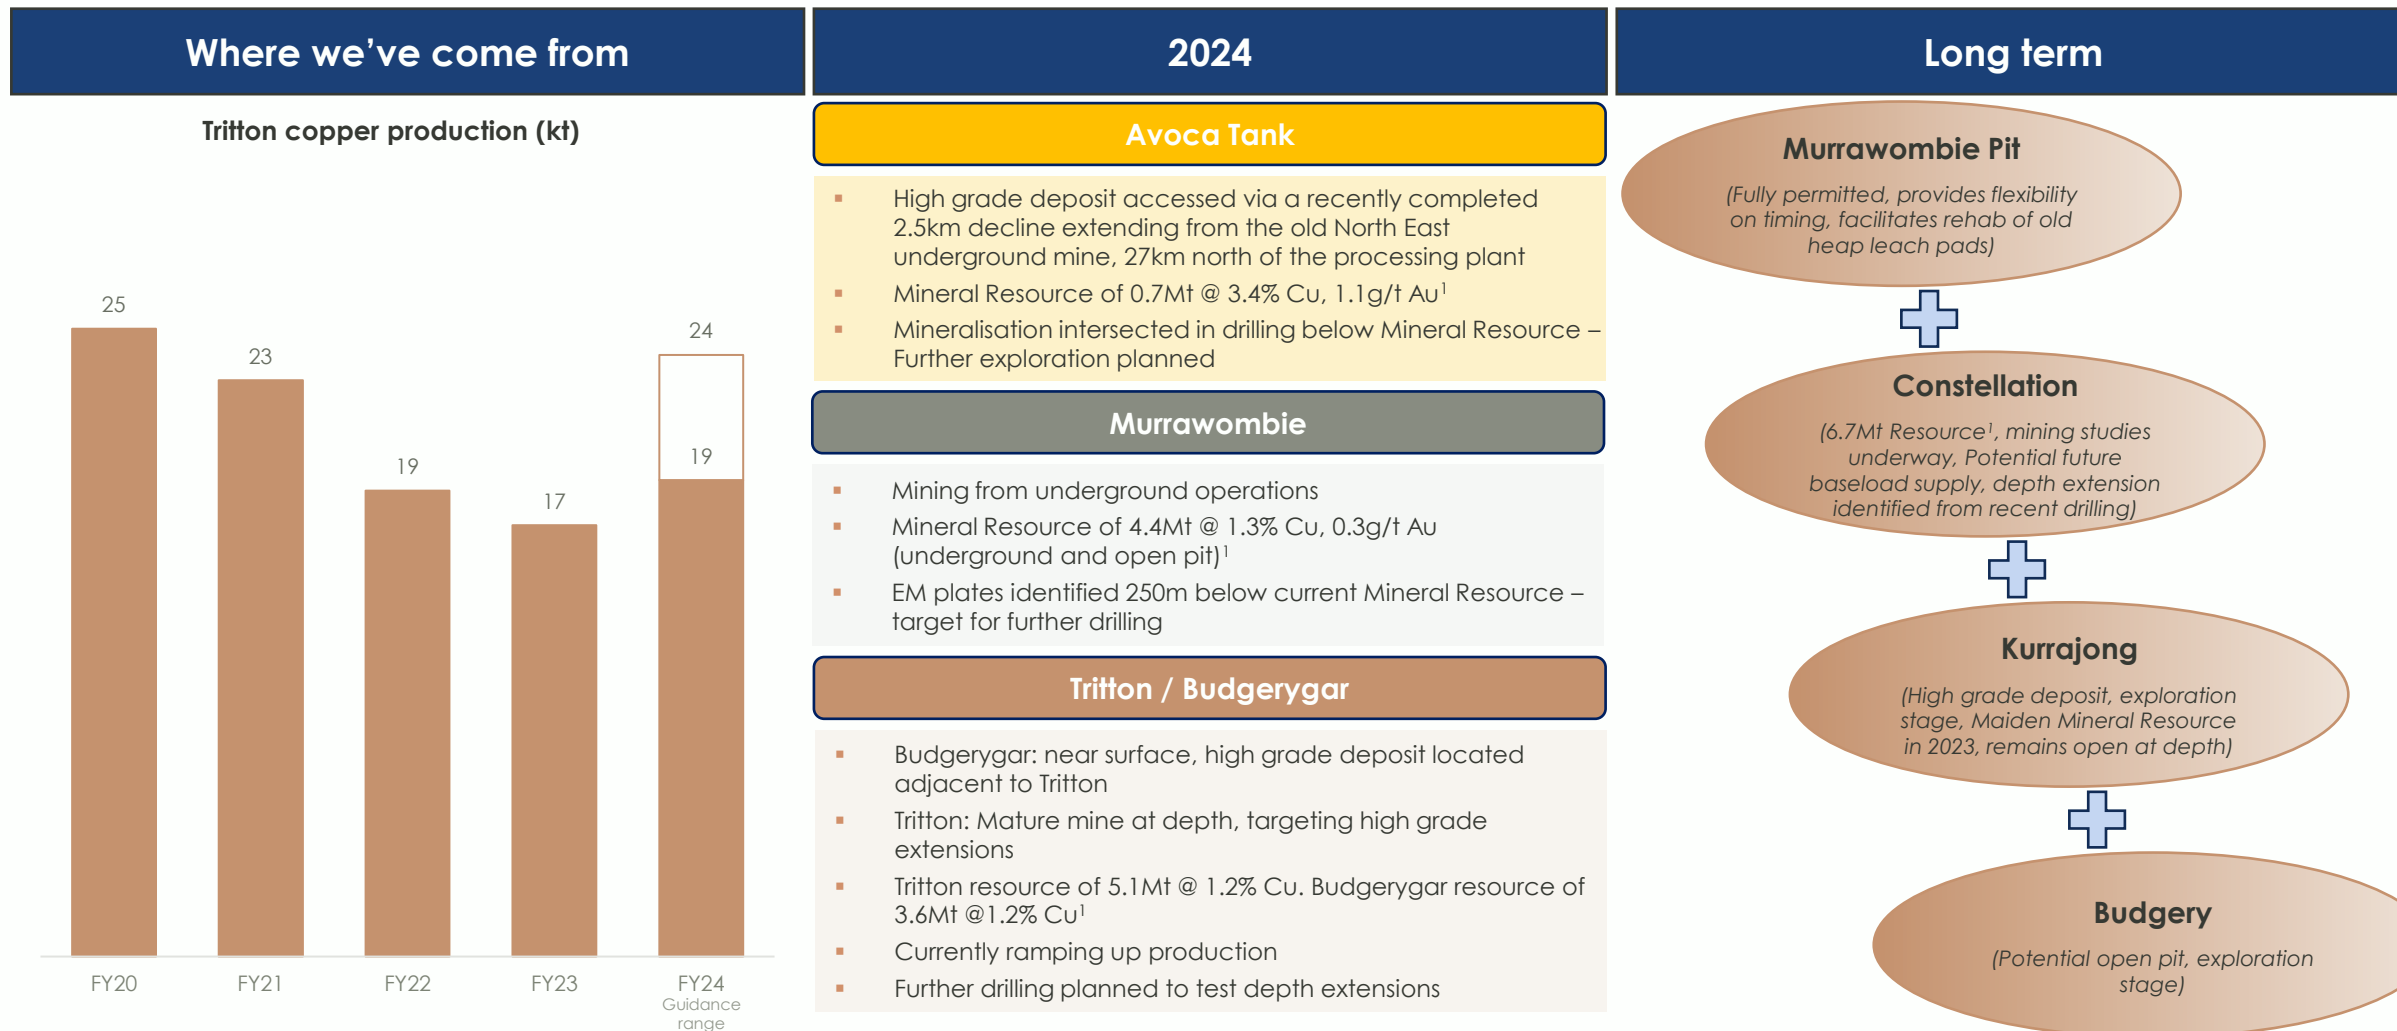 Where we've come from
Tritton copper production (kt)
25
23
19
17
24
19
FY20
FY21
FY22
FY23
FY24
Guidance
range
2024
Avoca Tank
▪ High grade deposit accessed via a recently completed
2.5km decline extending from the old North East
underground mine, 27km north of the processing plant
▪ Mineral Resource of 0.7Mt @ 3.4% Cu, 1.1g/t Au¹
▪ Mineralisation intersected in drilling below Mineral Resource –
Further exploration planned
Murrawombie
▪ Mining from underground operations
▪ Mineral Resource of 4.4Mt @ 1.3% Cu, 0.3g/t Au
(underground and open pit)¹
▪ EM plates identified 250m below current Mineral Resource –
target for further drilling
Tritton / Budgerygar
▪ Budgerygar: near surface, high grade deposit located
adjacent to Tritton
▪ Tritton: Mature mine at depth, targeting high grade
extensions
▪ Tritton resource of 5.1Mt @ 1.2% Cu. Budgerygar resource of
3.6Mt @1.2% Cu¹
▪ Currently ramping up production
▪ Further drilling planned to test depth extensions
Long term
Murrawombie Pit
(Fully permitted, provides flexibility
on timing, facilitates rehab of old
heap leach pads)
Constellation
(6.7Mt Resource¹, mining studies
underway, Potential future
baseload supply, depth extension
identified from recent drilling)
Kurrajong
(High grade deposit, exploration
stage, Maiden Mineral Resource
in 2023, remains open at depth)
Budgery
(Potential open pit, exploration
stage)